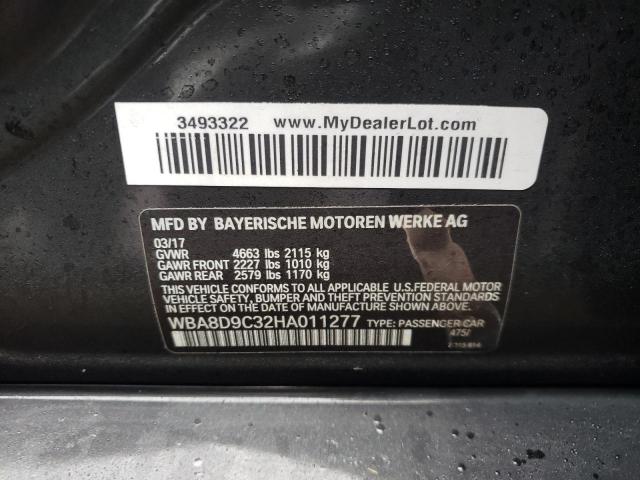 3493322 www.MyDealerLot.com
MFD BY BAYERISCHE MOTOREN WERKE AG
03/17
GVWR 4663 lbs 2115 kg
GAWR FRONT 2227 lbs 1010 kg
GAWR REAR 2579 lbs 1170 kg
THIS VEHICLE CONFORMS TO ALL APPLICABLE U.S.FEDERAL MOTOR
VEHICLE SAFETY, BUMPER AND THEFT PREVENTION STANDARDS IN
EFFECT ON THE DATE OF MANUFACTURE SHOWN ABOVE.
WBA8D9C32HA011277 TYPE: PASSENGER CAR
475/